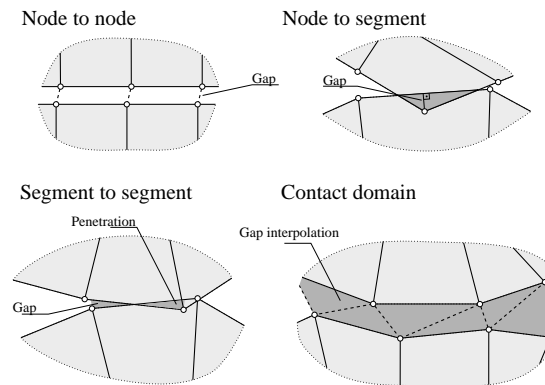 Node to node
Node to segment
Gap
Gap
Segment to segment
Contact domain
Penetration
Gap interpolation
Gap